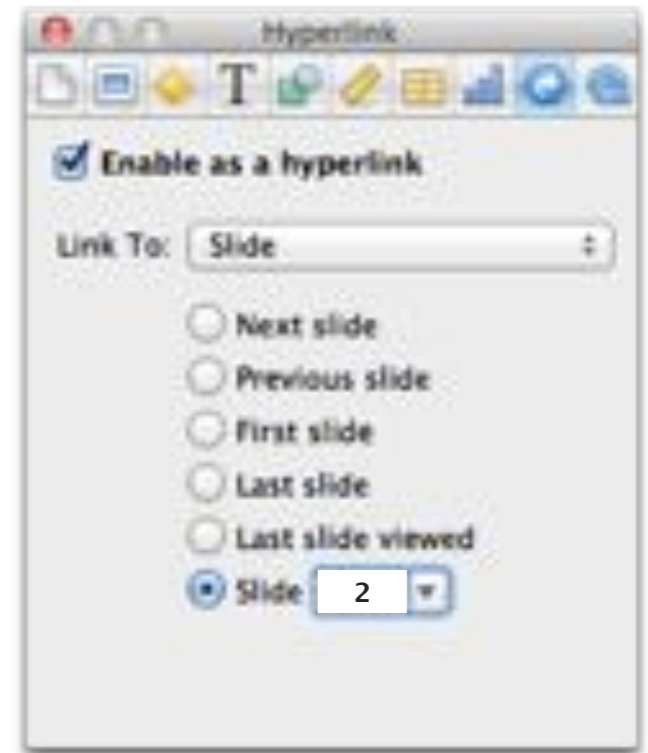 Hyperlink
T
Enable as a hyperlink
Link To: Slide
Next slide
Previous slide
First slide
Last slide
Last slide viewed
Slide 2